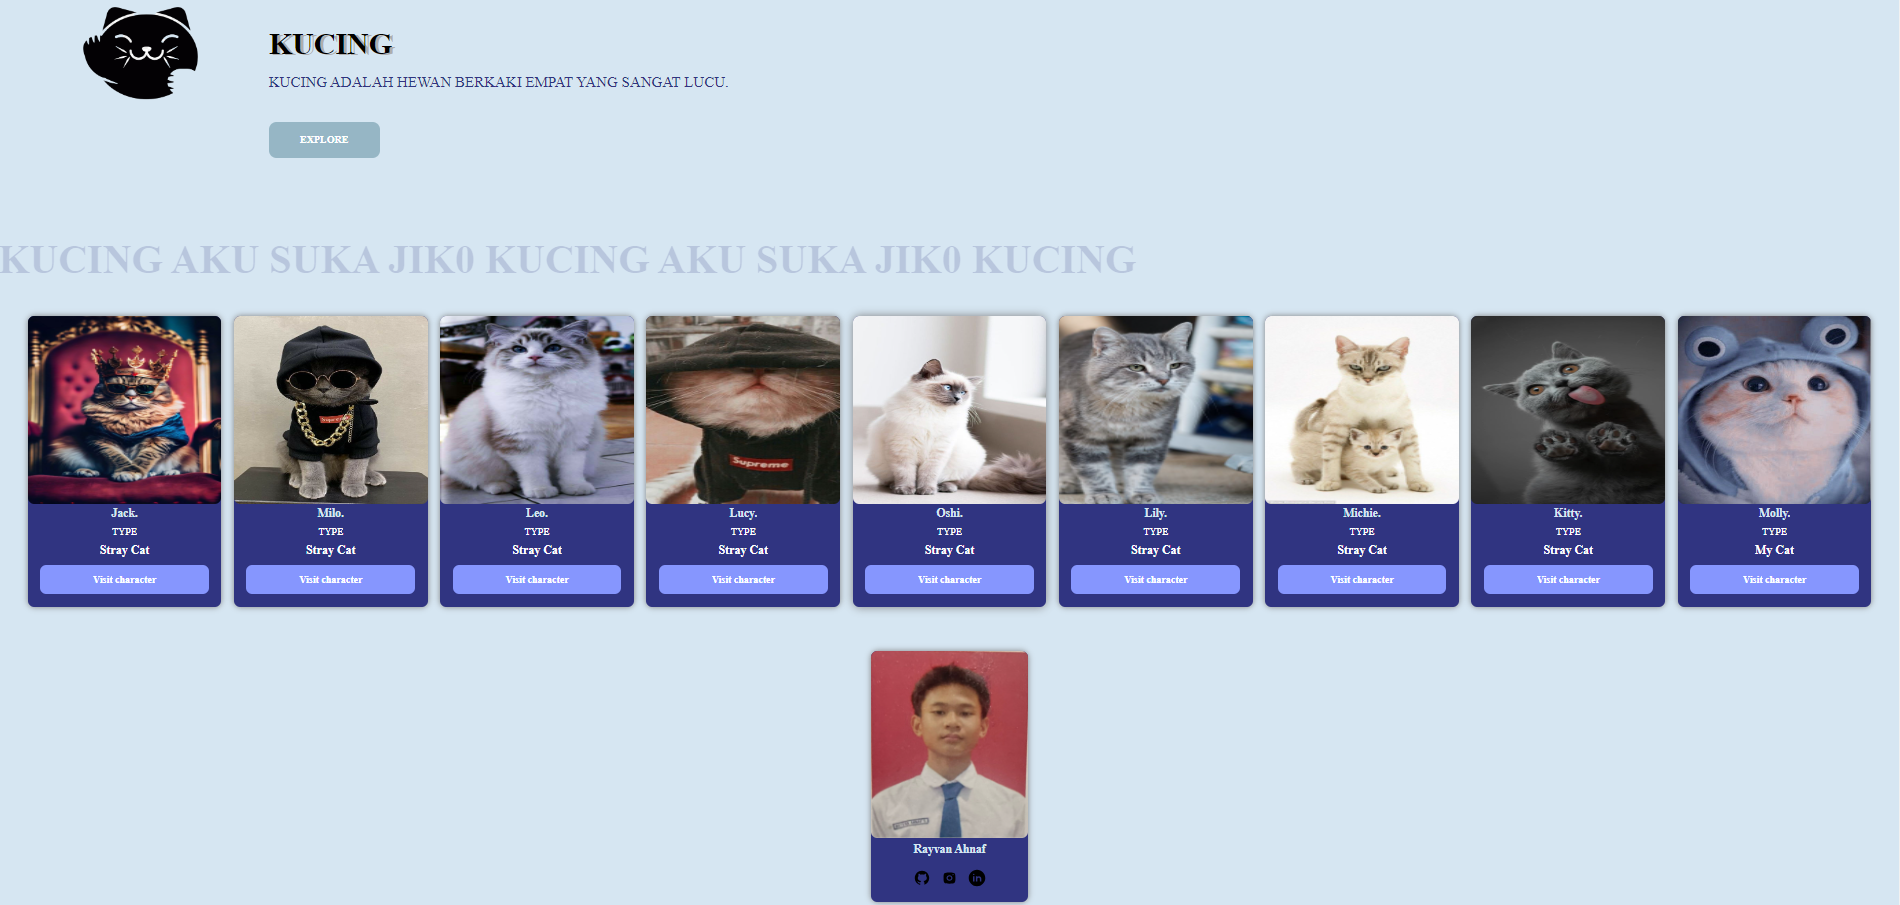 KUCING
KUCING ADALAH HEWAN BERKAKI EMPAT YANG SANGAT LUCU.
EXPLORE
KUCING AKU SUKA JIK0 KUCING AKU SUKA JIK0 KUCING
Jack.
TYPE
Stray Cat
Visit character
Milo.
TYPE
Stray Cat
Visit character
Leo.
TYPE
Stray Cat
Visit character
Supreme
Lucy.
TYPE
Stray Cat
Visit character
Oshi.
TYPE
Stray Cat
Visit character
Lily.
TYPE
Stray Cat
Visit character
Michie.
TYPE
Stray Cat
Visit character
Kitty.
TYPE
Stray Cat
Visit character
Molly.
TYPE
My Cat
Visit character
Rayvan Ahnaf
in